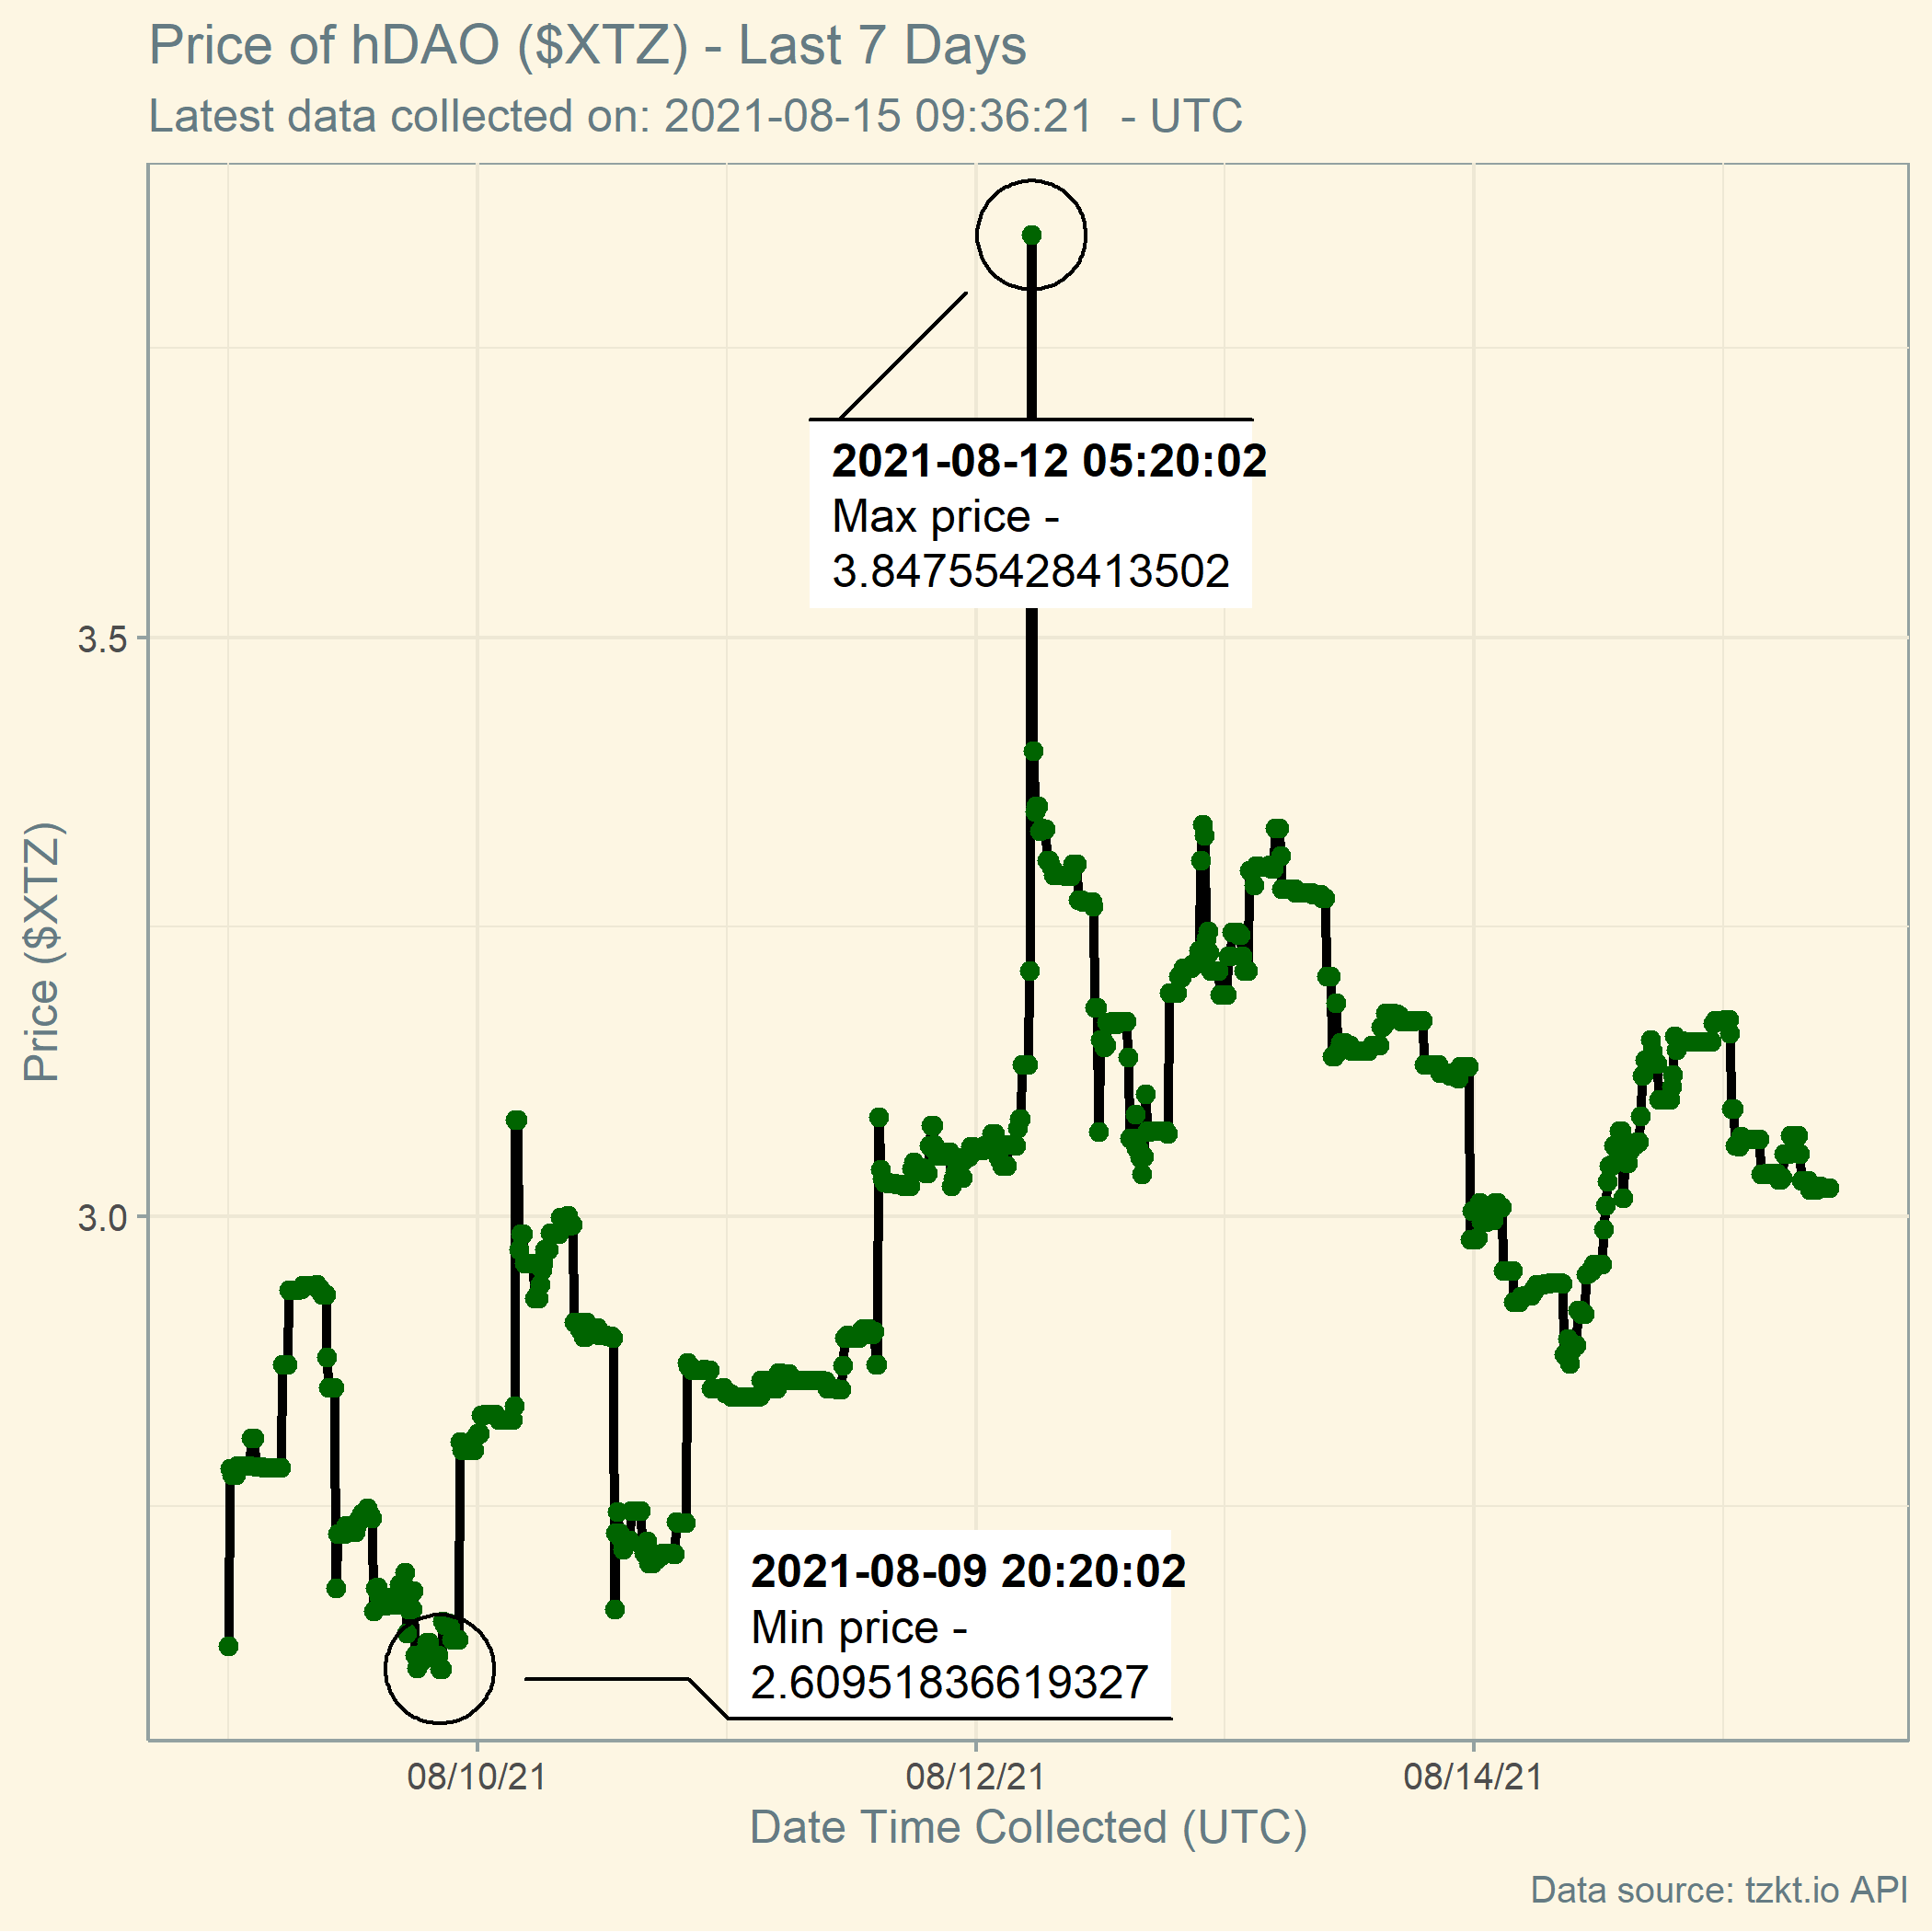 Price of hDAO ($XTZ) - Last 7 Days
Latest data collected on: 2021-08-15 09:36:21  - UTC
2021-08-12 05:20:02
Max price -
3.84755428413502
3.5
Price ($XTZ)
3.0
2021-08-09 20:20:02
Min price -
2.60951836619327
08/10/21
08/12/21
08/14/21
Date Time Collected (UTC)
Data source: tzkt.io API